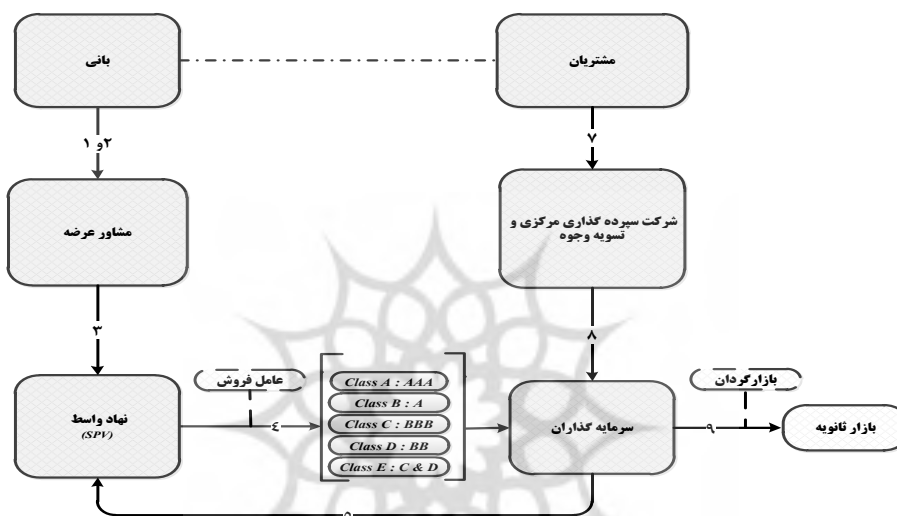 مشتریان
بانی
۷
۱ و ۲
شرکت سپرده گذاری مرکزی و
تسویه وجوه
مشاور عرضه
۸
۳
بازارگردان
عامل فروش
Class A : AAA
Class B : A
Class C : BBB
Class D : BB
Class E : C & D
نهاد واسط
(SPV)
٤
سرمایه گذاران
۹
بازار ثانویه